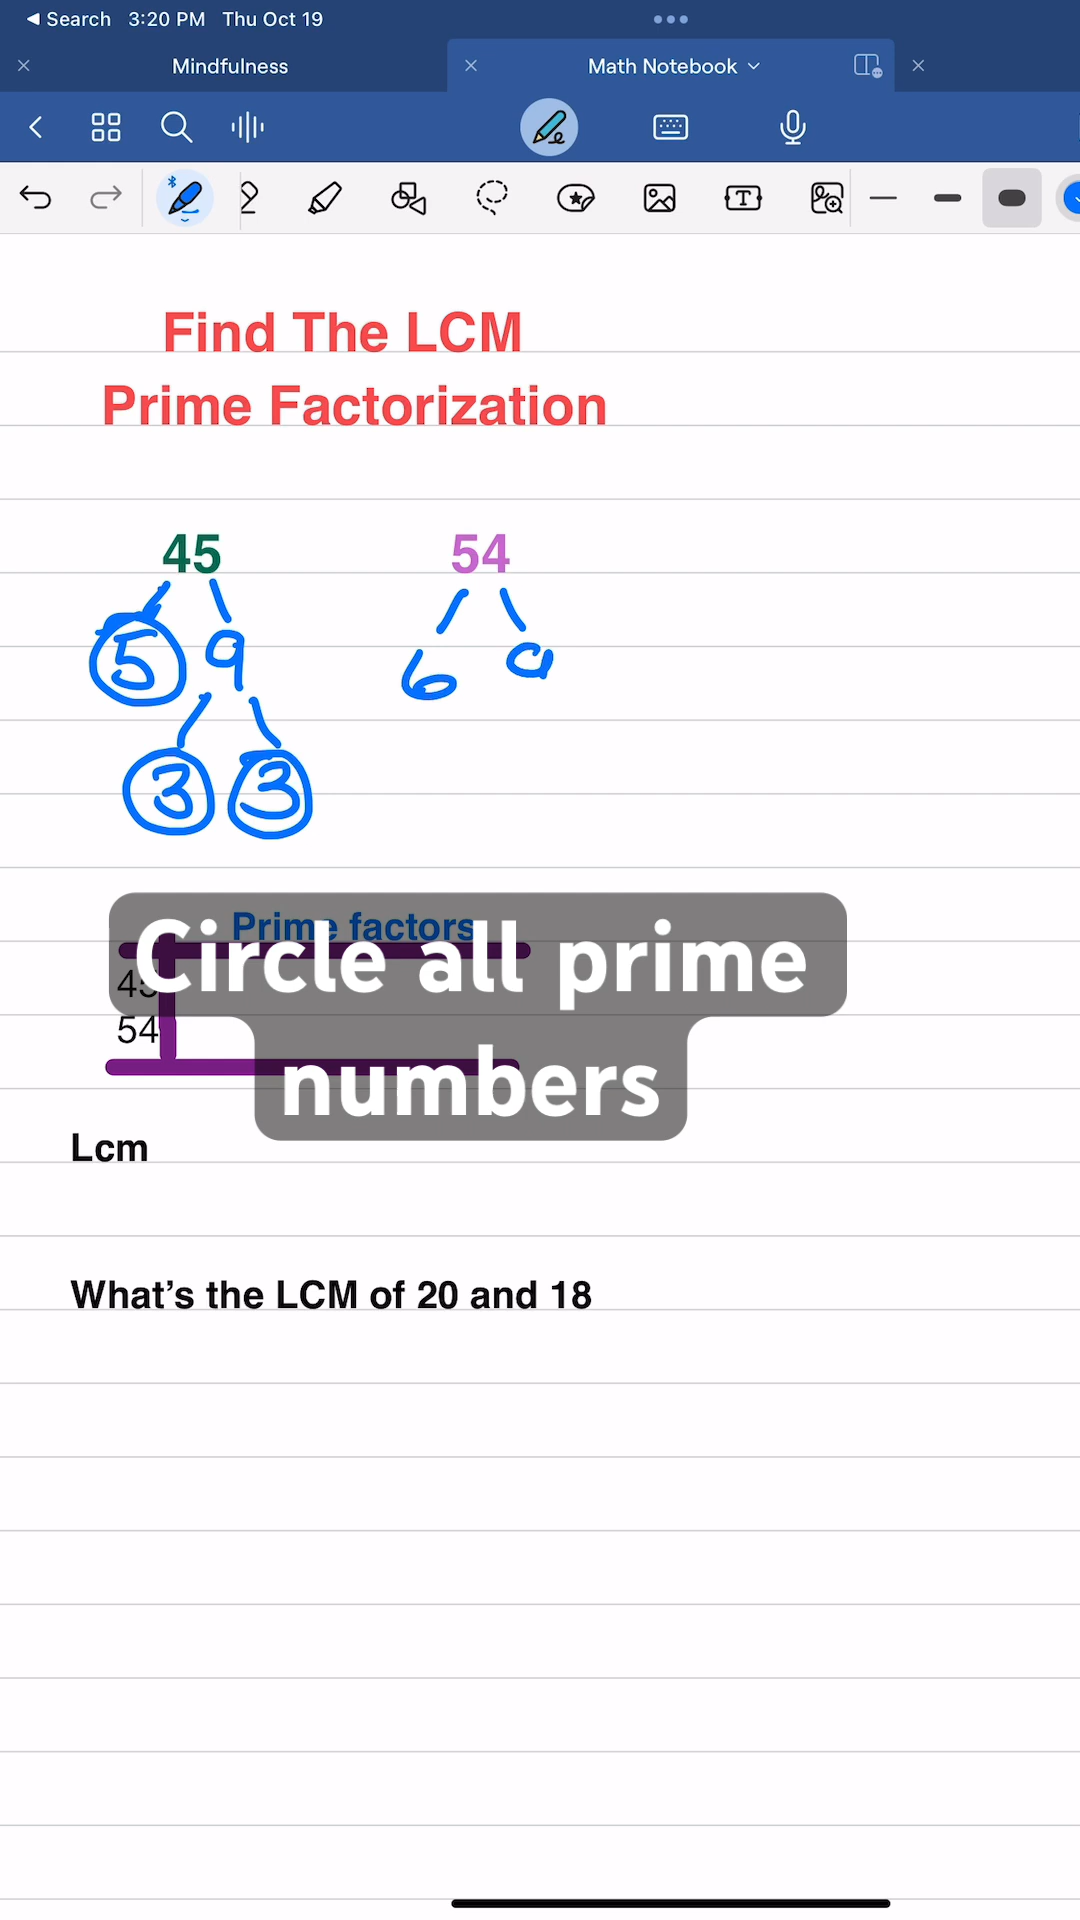 Search 3:20 PM Thu Oct 19
Mindfulness
Math Notebook
Find The LCM
Prime Factorization
45 54
5 9 6 9
3 3
Prime factors
Circle all prime
45
54
numbers
Lcm
What's the LCM of 20 and 18